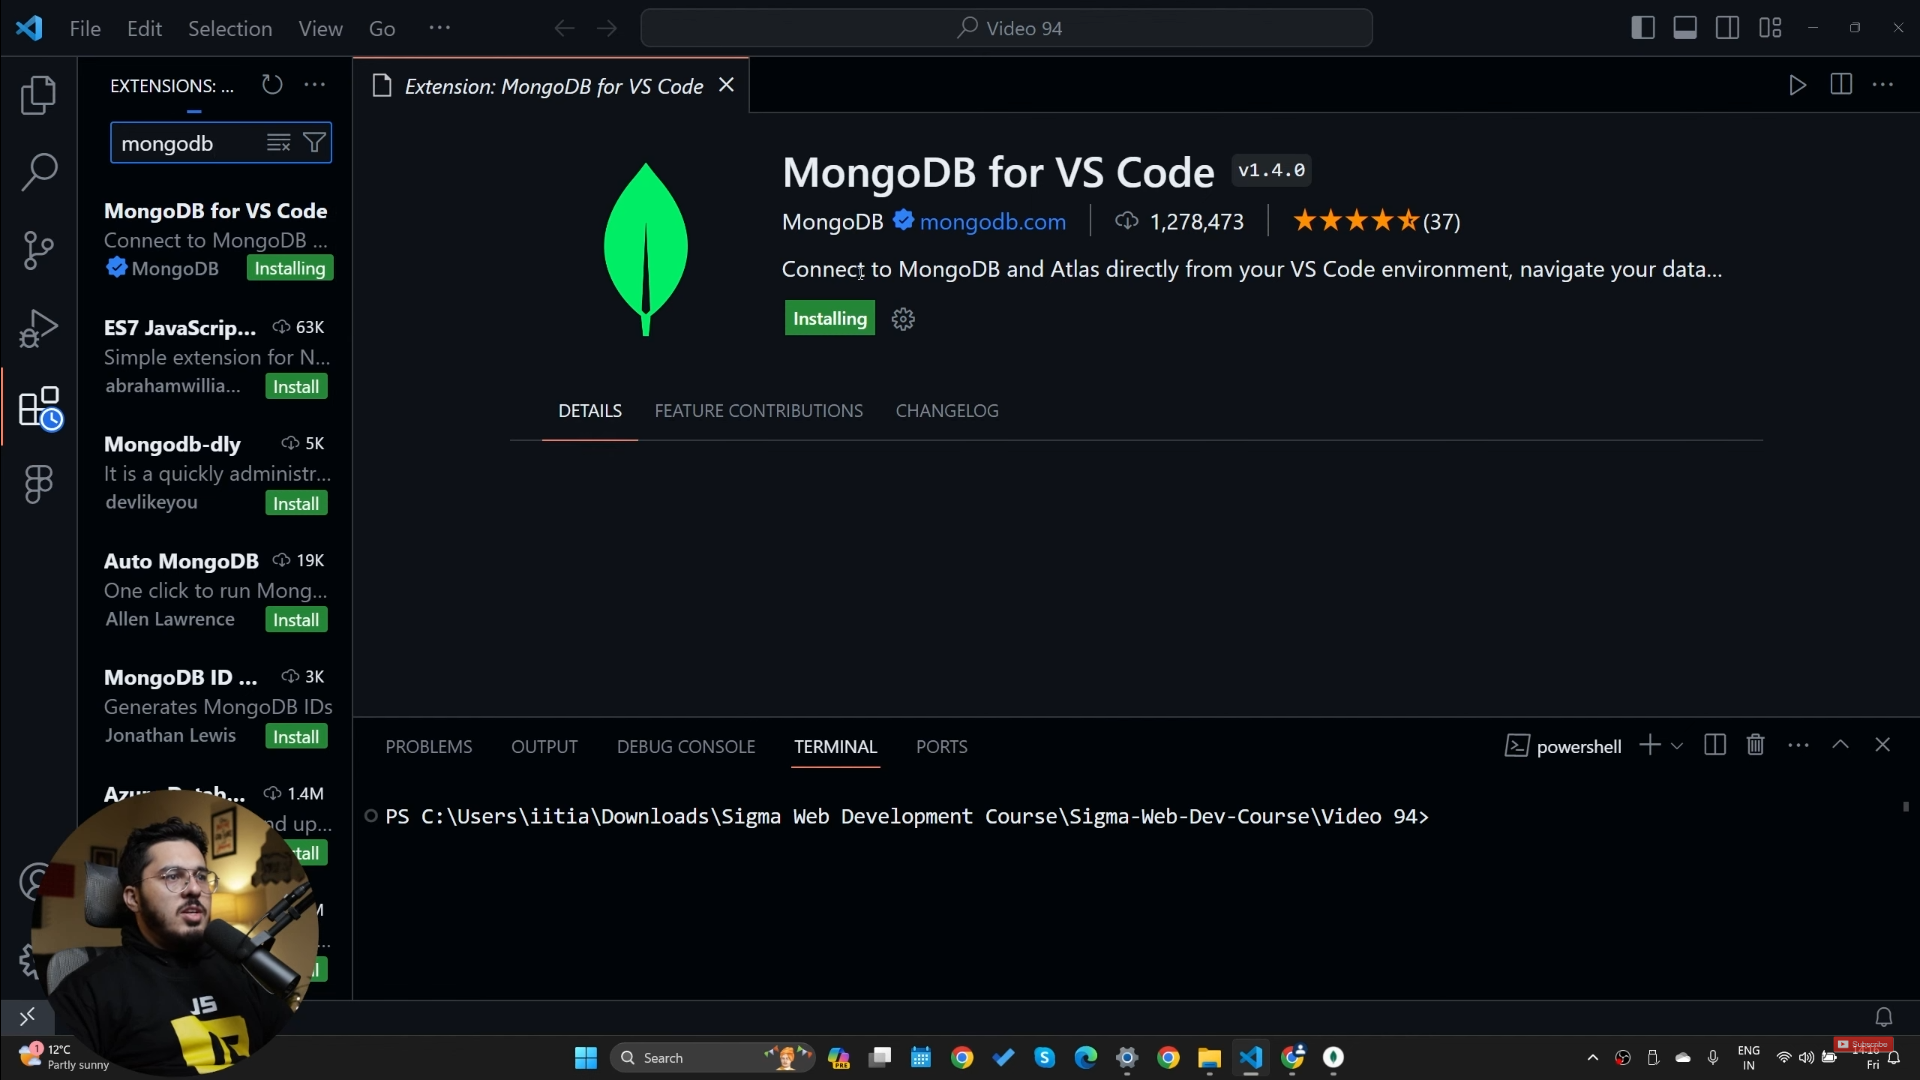 File Edit Selection View Go ...
Video 94
EXTENSIONS: ...
Extension: MongoDB for VS Code
mongodb
MongoDB for VS Code
Connect to MongoDB ...
MongoDB Installing
ES7 JavaScrip... 63K
Simple extension for N...
abrahamwillia... Install
Mongodb-dly 5K
It is a quickly administr...
devlikeyou Install
Auto MongoDB 19K
One click to run Mong...
Allen Lawrence Install
MongoDB ID ... 3K
Generates MongoDB IDs
Jonathan Lewis Install
1.4M
MongoDB for VS Code v1.4.0
MongoDB mongodb.com 1,278,473 (37)
Connect to MongoDB and Atlas directly from your VS Code environment, navigate your data...
Installing
DETAILS FEATURE CONTRIBUTIONS CHANGELOG
PROBLEMS OUTPUT DEBUG CONSOLE TERMINAL PORTS powershell
PS C:\Users\iitia\Downloads\Sigma Web Development Course\Sigma-Web-Dev-Course\Video 94>
JS
1
12°C
Partly sunny
Search
PRE
ENG
IN
Subscribe
Fri